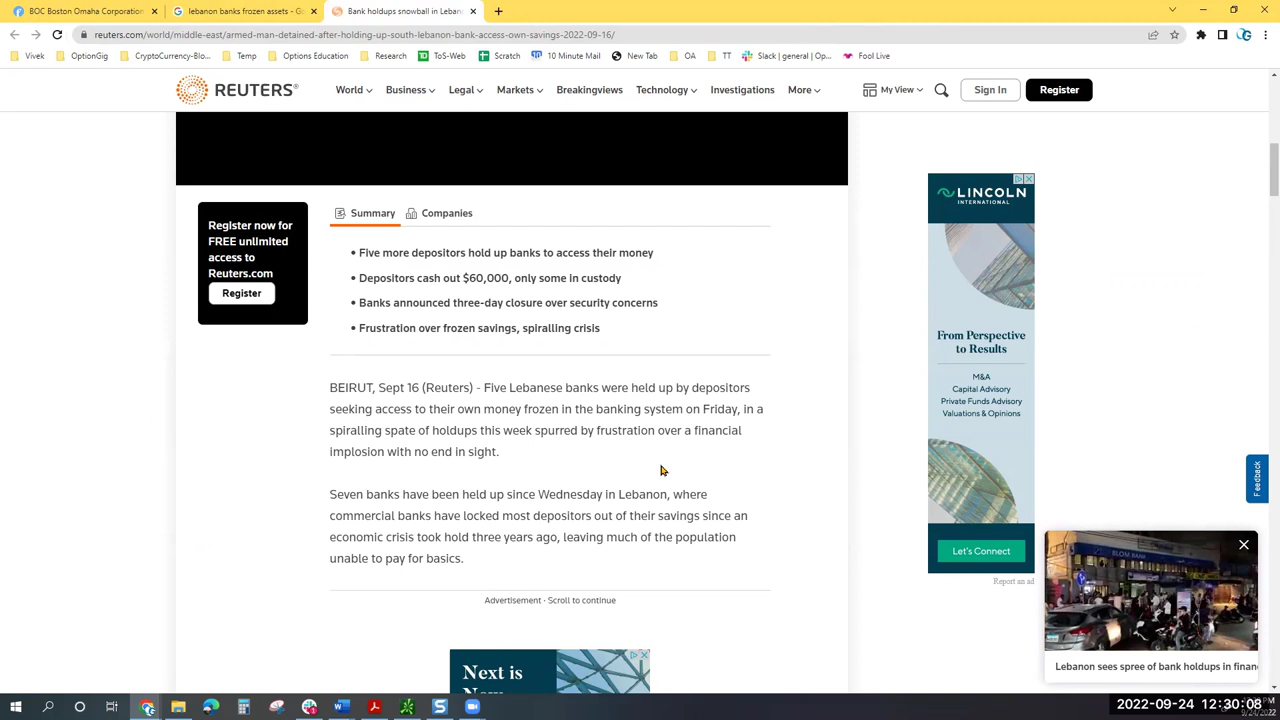 BOC Boston Omaha Corporation
lebanon banks frozen assets - Go
Bank holdups snowball in Leban
reuters.com/world/middle-east/armed-man-detained-after-holding-up-south-lebanon-bank-access-own-savings-2022-09-16/
Vivek
OptionGig
CryptoCurrency-Blo...
Temp
Options Education
Research
ToS-Web
Scratch
10 Minute Mail
New Tab
OA
TT
Slack | general | Op...
Fool Live
REUTERS®
World
Business
Legal
Markets
Breakingviews
Technology
Investigations
More
My View
Sign In
Register
Register now for
FREE unlimited
access to
Reuters.com
Register
Summary
Companies
• Five more depositors hold up banks to access their money
• Depositors cash out $60,000, only some in custody
• Banks announced three-day closure over security concerns
• Frustration over frozen savings, spiralling crisis
BEIRUT, Sept 16 (Reuters) - Five Lebanese banks were held up by depositors
seeking access to their own money frozen in the banking system on Friday, in a
spiralling spate of holdups this week spurred by frustration over a financial
implosion with no end in sight.
Seven banks have been held up since Wednesday in Lebanon, where
commercial banks have locked most depositors out of their savings since an
economic crisis took hold three years ago, leaving much of the population
unable to pay for basics.
Advertisement · Scroll to continue
Next is
LINCOLN
INTERNATIONAL
From Perspective
to Results
M&A
Capital Advisory
Private Funds Advisory
Valuations & Opinions
Let's Connect
Report an ad
Feedback
BLOM BANK
Lebanon sees spree of bank holdups in finan
2022-09-24 12:30:08